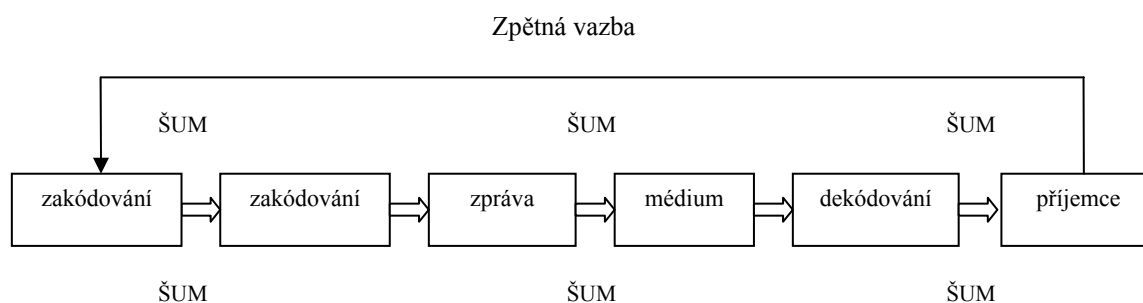 Zpětná vazba
ŠUM ŠUM ŠUM
zakódování zakódování zpráva médium dekódování příjemce
ŠUM ŠUM ŠUM